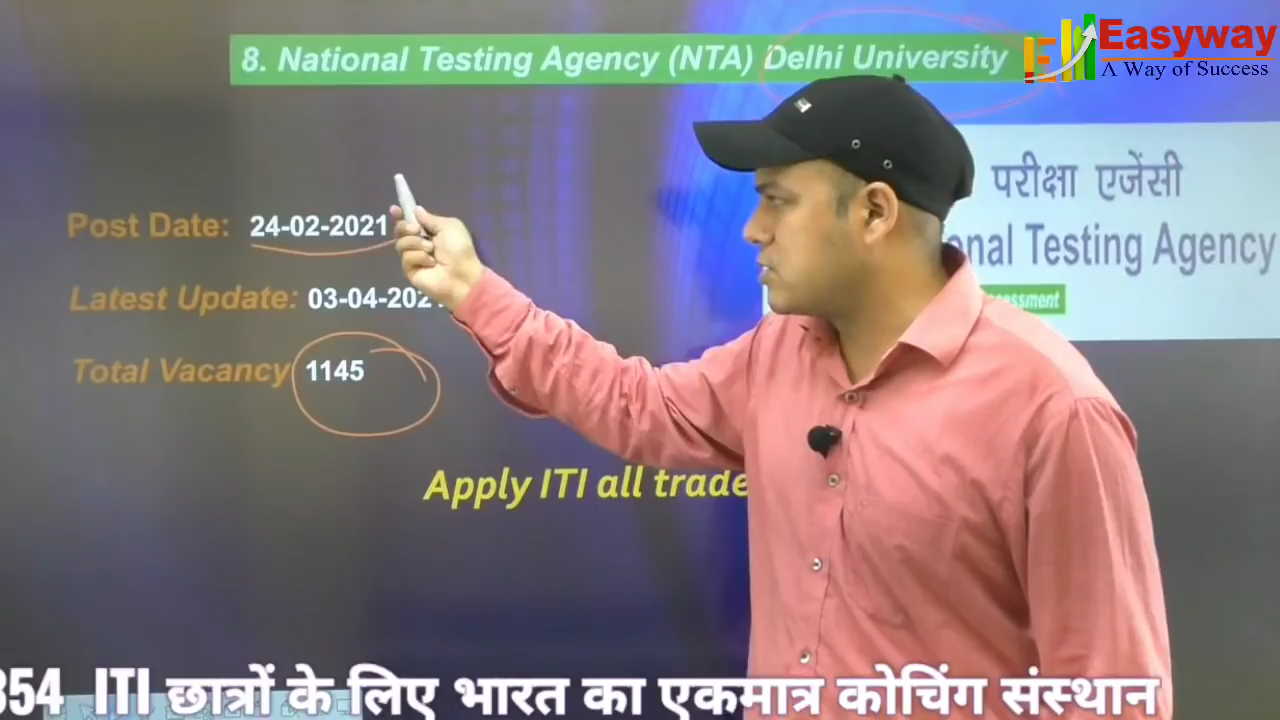 8. National Testing Agency (NTA) Delhi University
Easyway
A Way of Success
परीक्षा एजेंसी
Testing Agency
Post Date: 24-02-2021
Latest Update: 03-04-202
Total Vacancy 1145
Apply ITI all trade
354 ITI छात्रों के लिए भारत का एकमात्र कोचिंग संस्थान